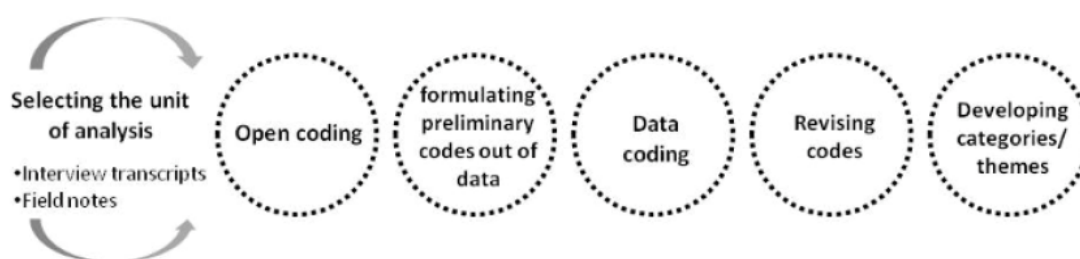 Selecting the unit
of analysis
•Interview transcripts
•Field notes
Open coding
formulating
preliminary
codes out of
data
Data
coding
Revising
codes
Developing
categories/
themes